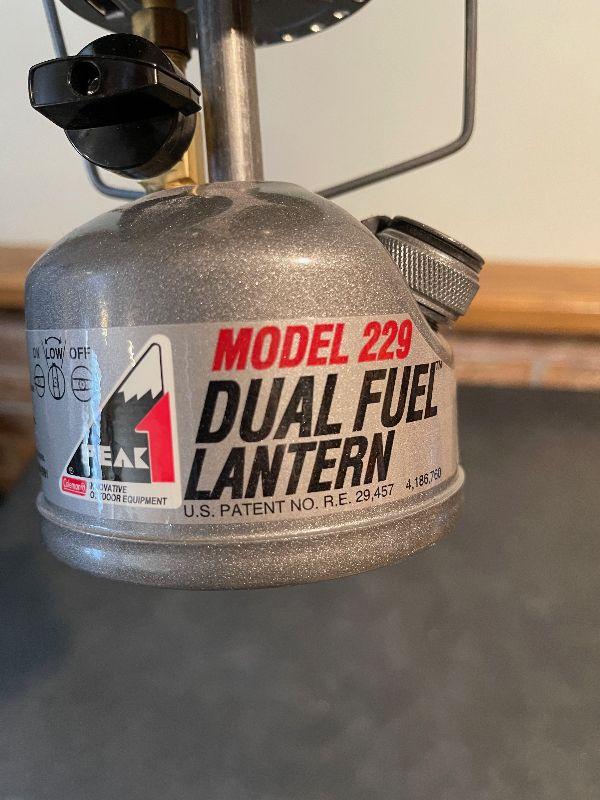 ON LOW OFF
MODEL 229
DUAL FUEL™
LANTERN
U.S. PATENT NO. R.E. 29,457 4,186,760
PEAK 1
®
Coleman®
INNOVATIVE
OUTDOOR EQUIPMENT